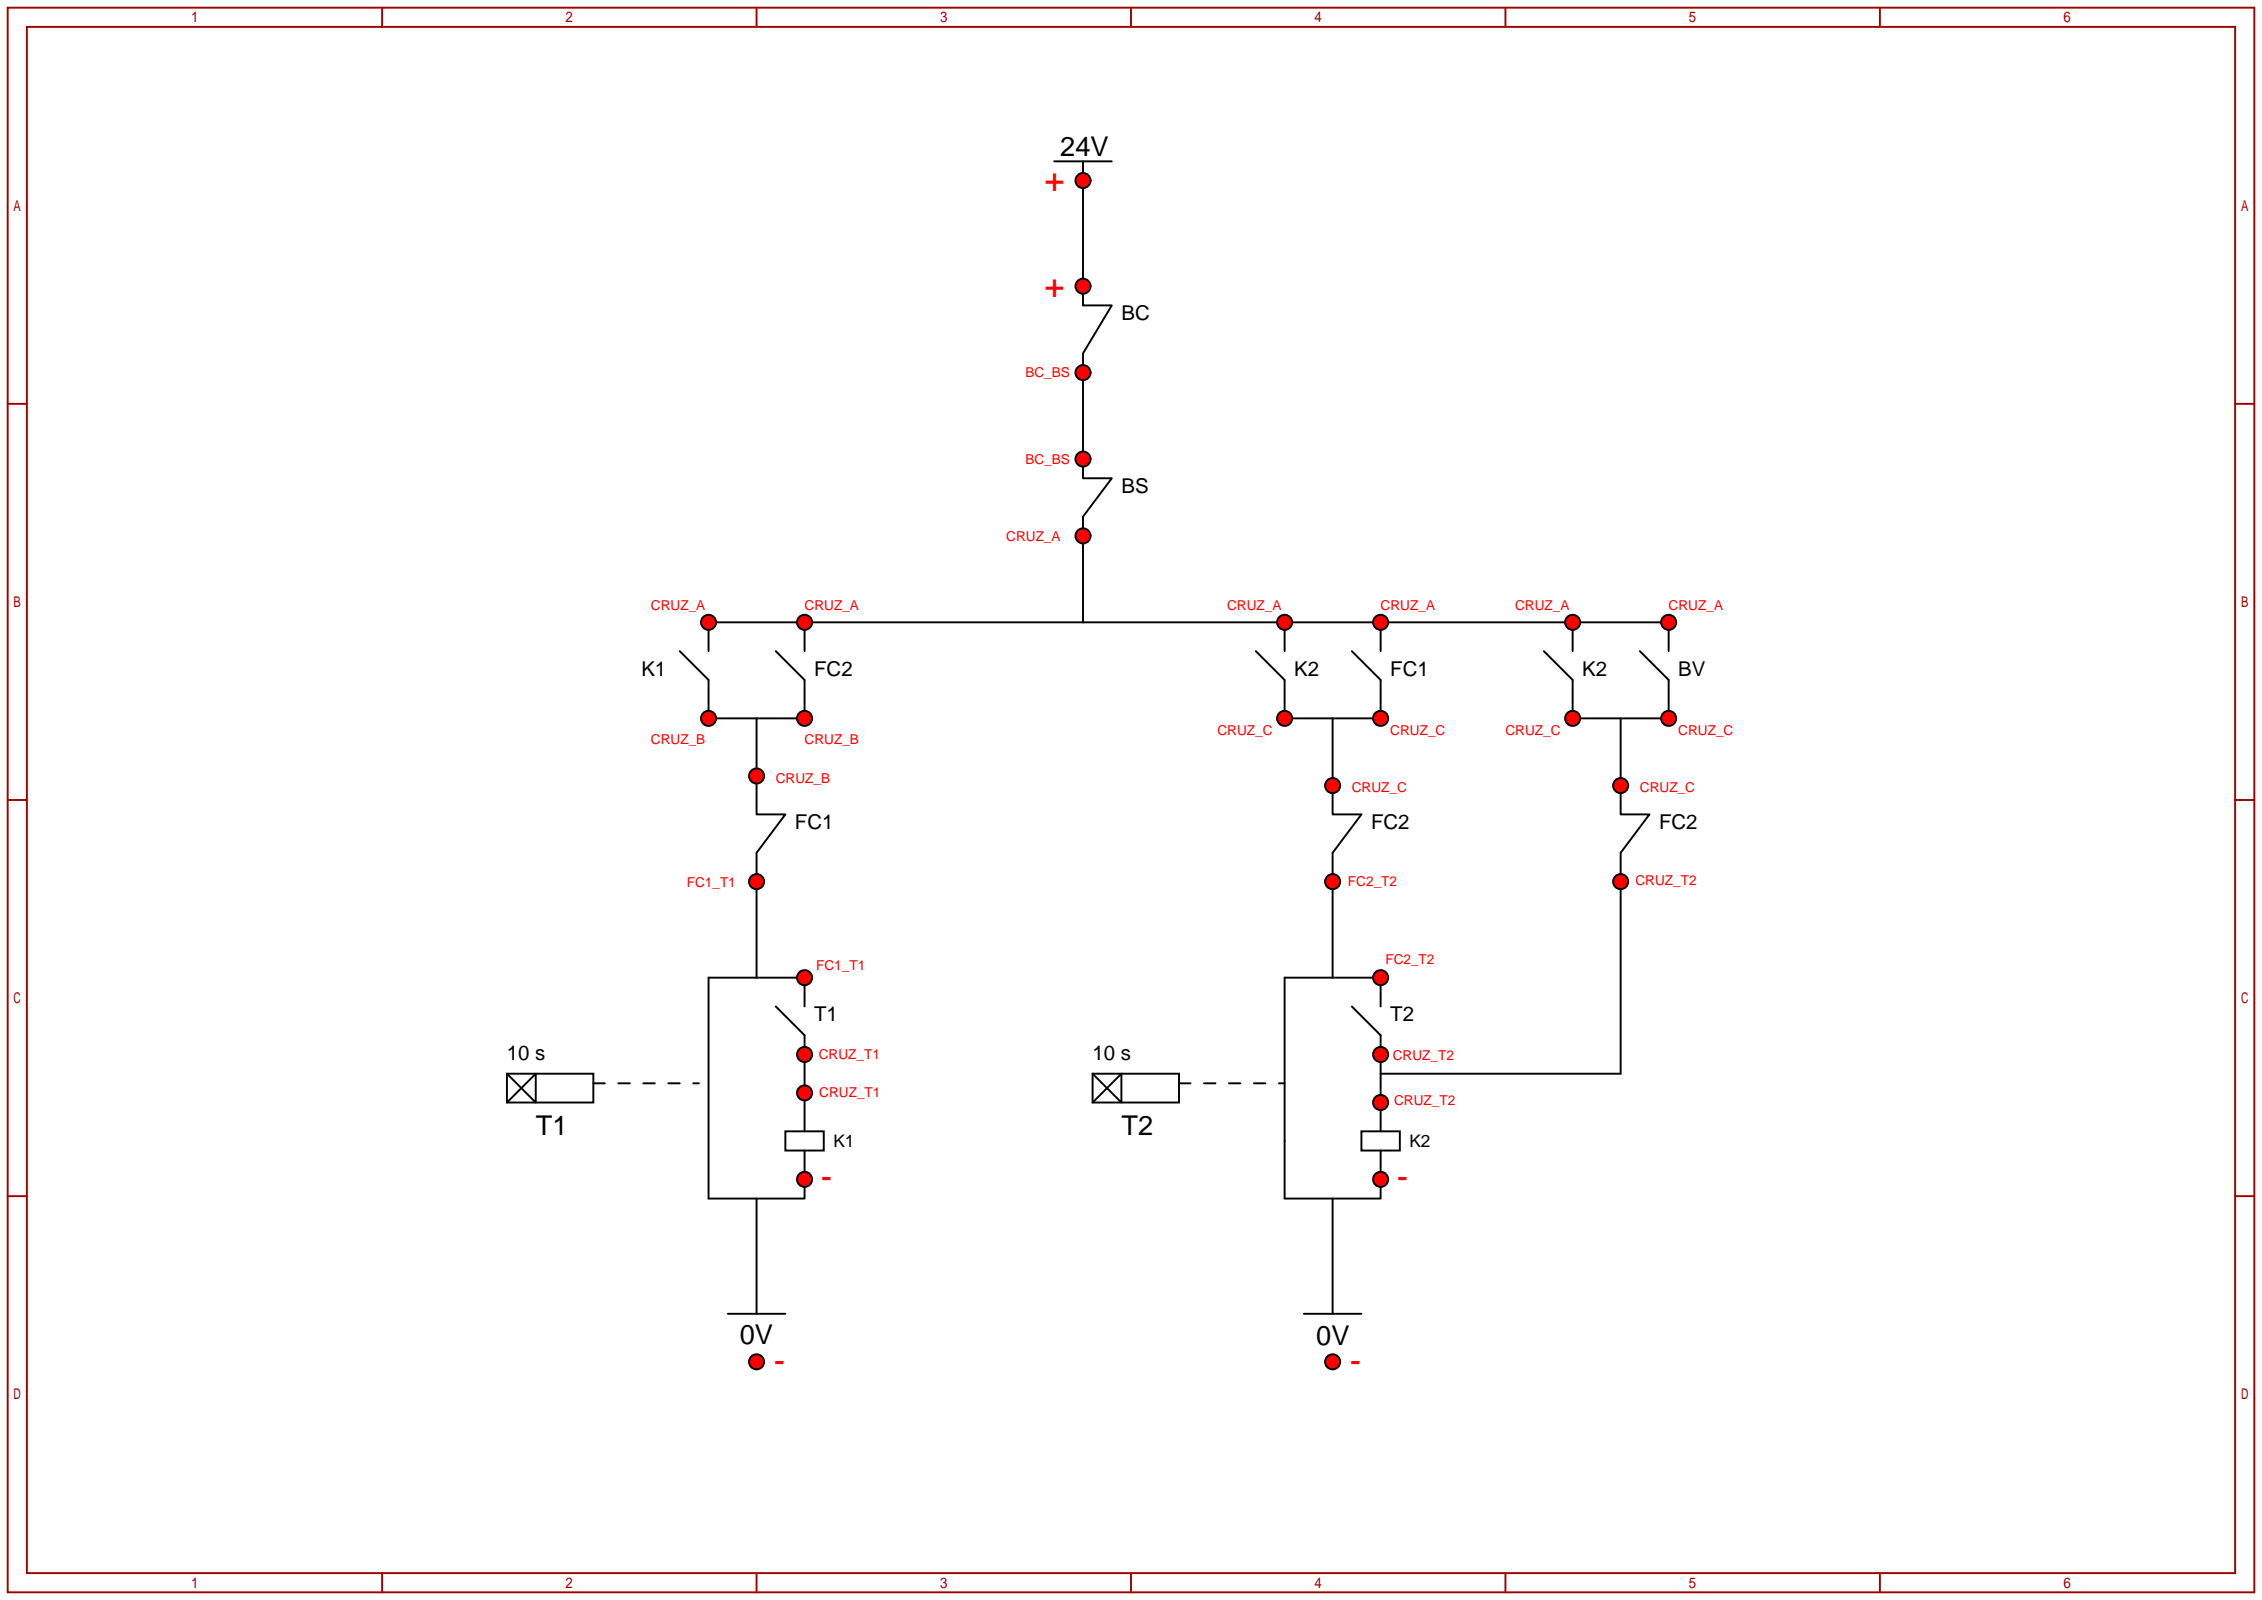 1 2 3 4 5 6
24V
+
A A
+
BC
BC_BS
BC_BS
BS
CRUZ_A
B B
CRUZ_A CRUZ_A CRUZ_A CRUZ_A CRUZ_A CRUZ_A
K1 FC2 K2 FC1 K2 BV
CRUZ_C CRUZ_C CRUZ_C CRUZ_C
CRUZ_B CRUZ_B
CRUZ_B CRUZ_C CRUZ_C
FC1 FC2 FC2
FC1_T1 FC2_T2 CRUZ_T2
FC1_T1 FC2_T2
C C
T1 T2
10 s CRUZ_T1 10 s CRUZ_T2
CRUZ_T1 CRUZ_T2
T1 K1 T2 K2
- -
0V 0V
- -
D D
1 2 3 4 5 6